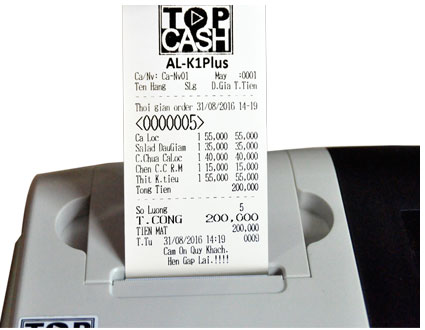 TOP
CASH
AL-K1Plus
Ca/Nv: Ca-Nv01 May :0001
Ten Hang SLg D.Gia T.Tien
Thoi gian order 31/08/2016 14-19
<0000005>
Ca Loc 1 55,000 55,000
Salad DauGiam 1 35,000 35,000
C.Chua CaLoc 1 40,000 40,000
Chen C.C R.M 1 15,000 15,000
Thit K.tieu 1 55,000 55,000
Tong Tien 200,000
So Luong 5
T.CONG 200,000
TIEN MAT 200,000
T.Tu 31/08/2016 14:19 0009
Cam On Quy Khach.
Hen Gap Lai.!!!!
TOP